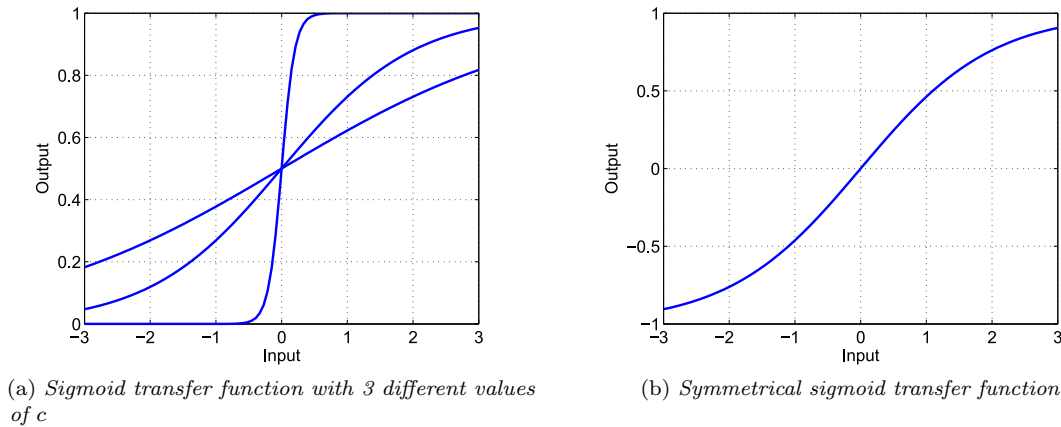 1
0.8
0.6
0.4
0.2
0
Output
−3 −2 −1 0 1 2 3
Input
(a) Sigmoid transfer function with 3 different values
of c
1
0.5
0
−0.5
−1
Output
−3 −2 −1 0 1 2 3
Input
(b) Symmetrical sigmoid transfer function